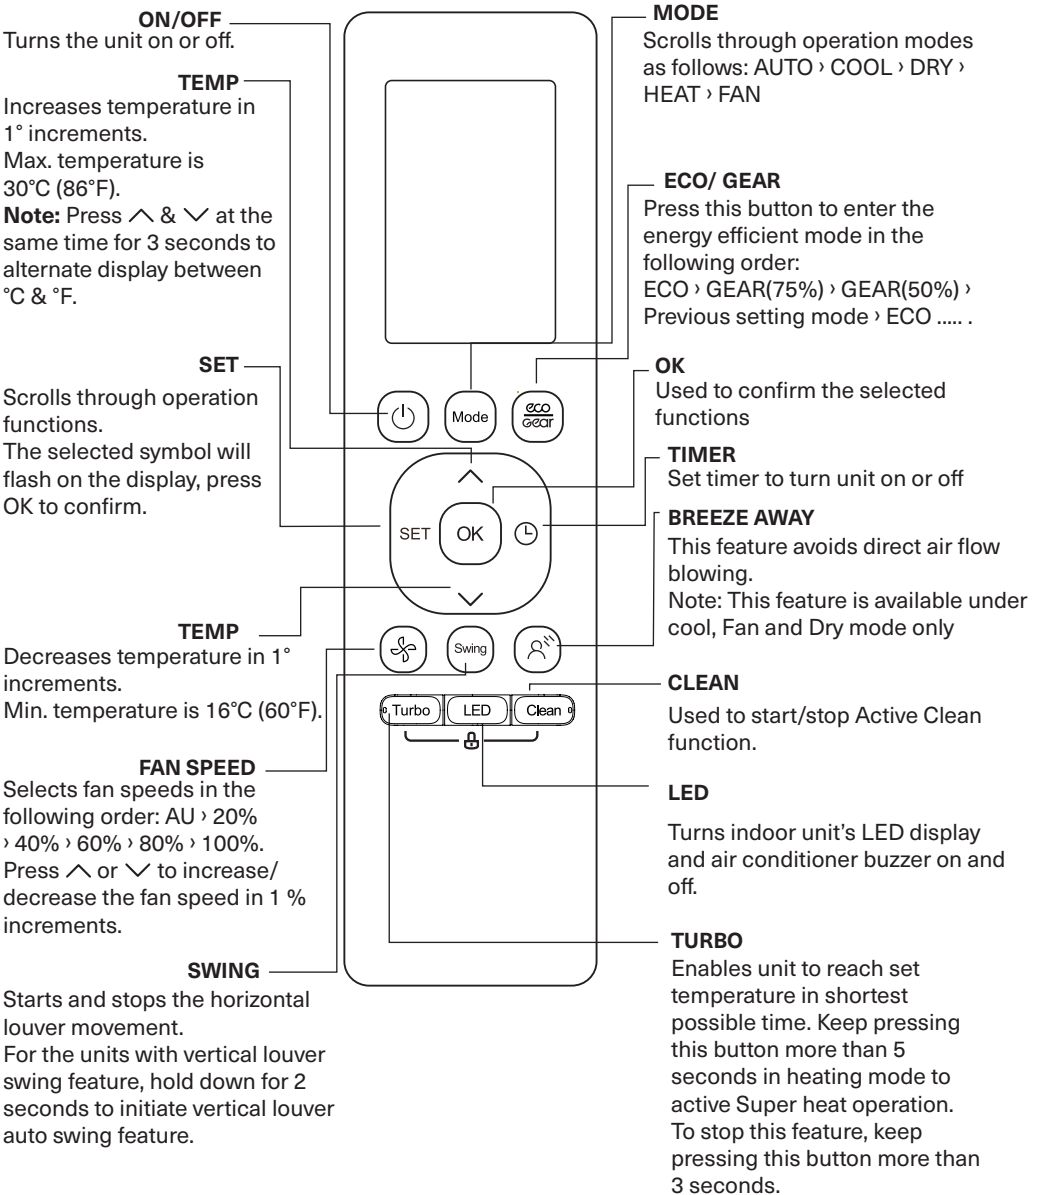 ON/OFF
Turns the unit on or off.
TEMP
Increases temperature in
1° increments.
Max. temperature is
30°C (86°F).
Note: Press ︿ & ﹀ at the
same time for 3 seconds to
alternate display between
°C & °F.
SET
Scrolls through operation
functions.
The selected symbol will
flash on the display, press
OK to confirm.
TEMP
Decreases temperature in 1°
increments.
Min. temperature is 16°C (60°F).
FAN SPEED
Selects fan speeds in the
following order: AU › 20%
› 40% › 60% › 80% › 100%.
Press ︿ or ﹀ to increase/
decrease the fan speed in 1 %
increments.
SWING
Starts and stops the horizontal
louver movement.
For the units with vertical louver
swing feature, hold down for 2
seconds to initiate vertical louver
auto swing feature.
Mode
eco
Gear
SET
OK
Swing
Turbo
LED
Clean
MODE
Scrolls through operation modes
as follows: AUTO › COOL › DRY ›
HEAT › FAN
ECO/ GEAR
Press this button to enter the
energy efficient mode in the
following order:
ECO › GEAR(75%) › GEAR(50%) ›
Previous setting mode › ECO ..... .
OK
Used to confirm the selected
functions
TIMER
Set timer to turn unit on or off
BREEZE AWAY
This feature avoids direct air flow
blowing.
Note: This feature is available under
cool, Fan and Dry mode only
CLEAN
Used to start/stop Active Clean
function.
LED
Turns indoor unit's LED display
and air conditioner buzzer on and
off.
TURBO
Enables unit to reach set
temperature in shortest
possible time. Keep pressing
this button more than 5
seconds in heating mode to
active Super heat operation.
To stop this feature, keep
pressing this button more than
3 seconds.